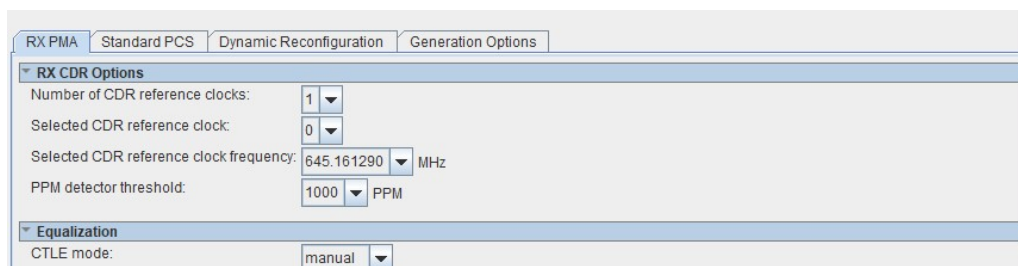 RX PMA Standard PCS Dynamic Reconfiguration Generation Options
RX CDR Options
Number of CDR reference clocks: 1
Selected CDR reference clock: 0
Selected CDR reference clock frequency: 645.161290 MHz
PPM detector threshold: 1000 PPM
Equalization
CTLE mode: manual